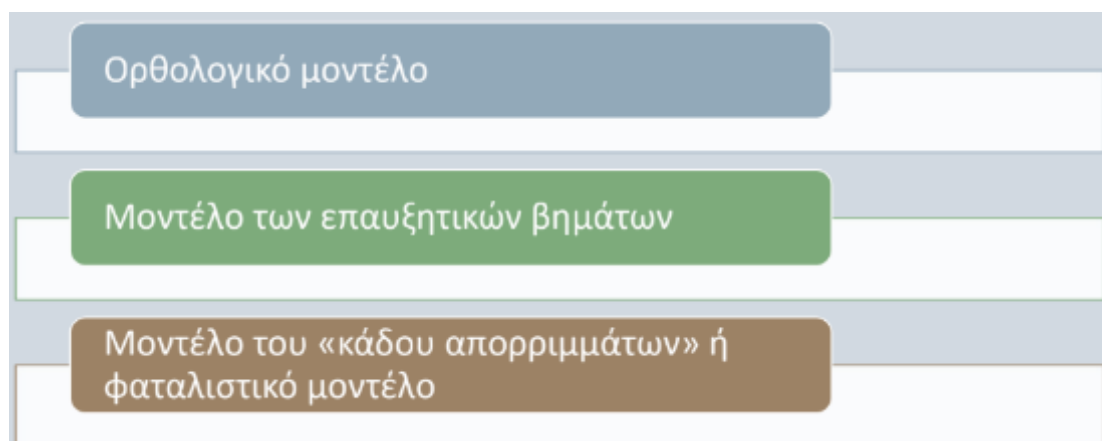 Ορθολογικό μοντέλο
Μοντέλο των επαυξητικών βημάτων
Μοντέλο του «κάδου απορριμμάτων» ή
φαταλιστικό μοντέλο